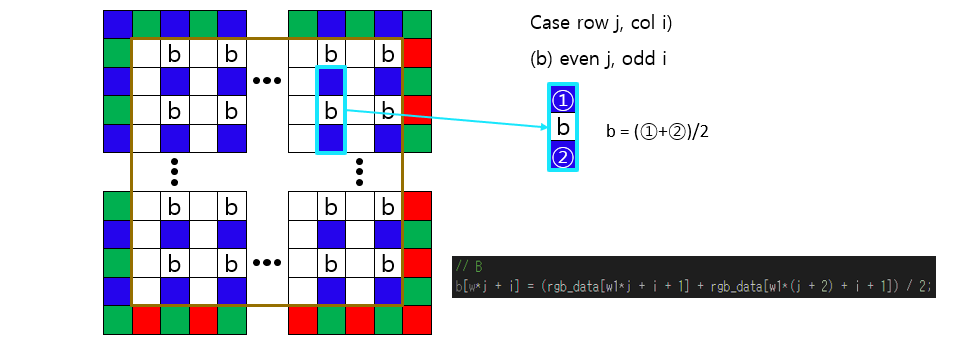 Case row j, col i)
b b b b
(b) even j, odd i
①
b b b b
b
b = (①+②)/2
②
b b b b
b b b b
// B
b[w*j + i] = (rgb_data[w1*j + i + 1] + rgb_data[w1*(j + 2) + i + 1]) / 2;